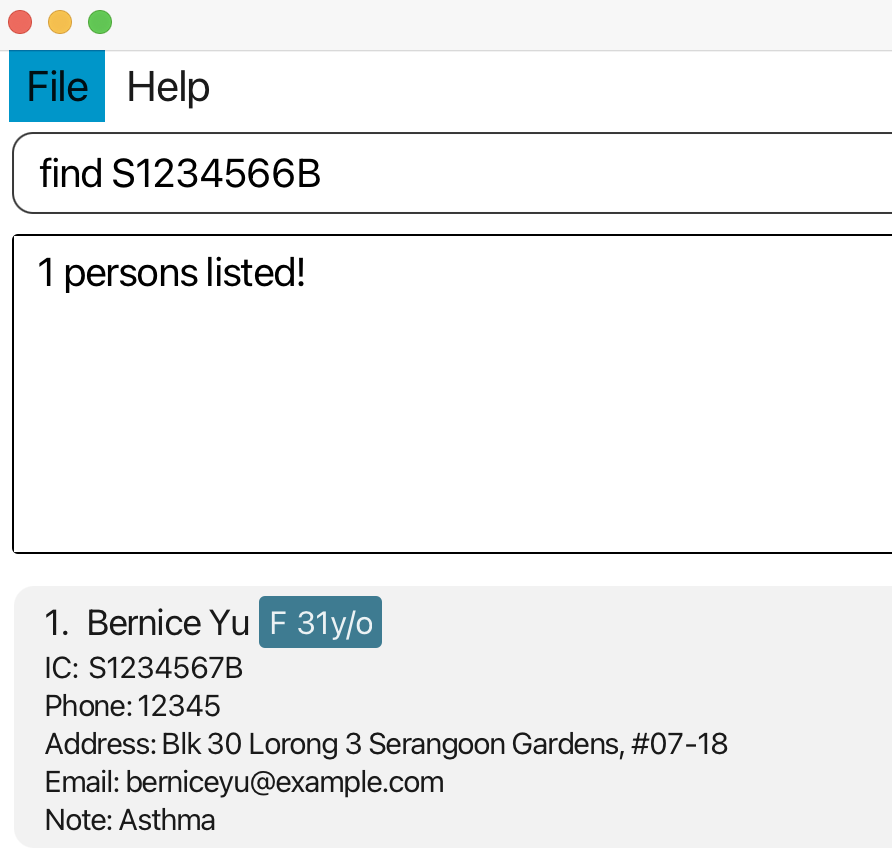 File Help
find S1234566B
1 persons listed!
1. Bernice Yu F 31y/o
IC: S1234567B
Phone: 12345
Address: Blk 30 Lorong 3 Serangoon Gardens, #07-18
Email: berniceyu@example.com
Note: Asthma